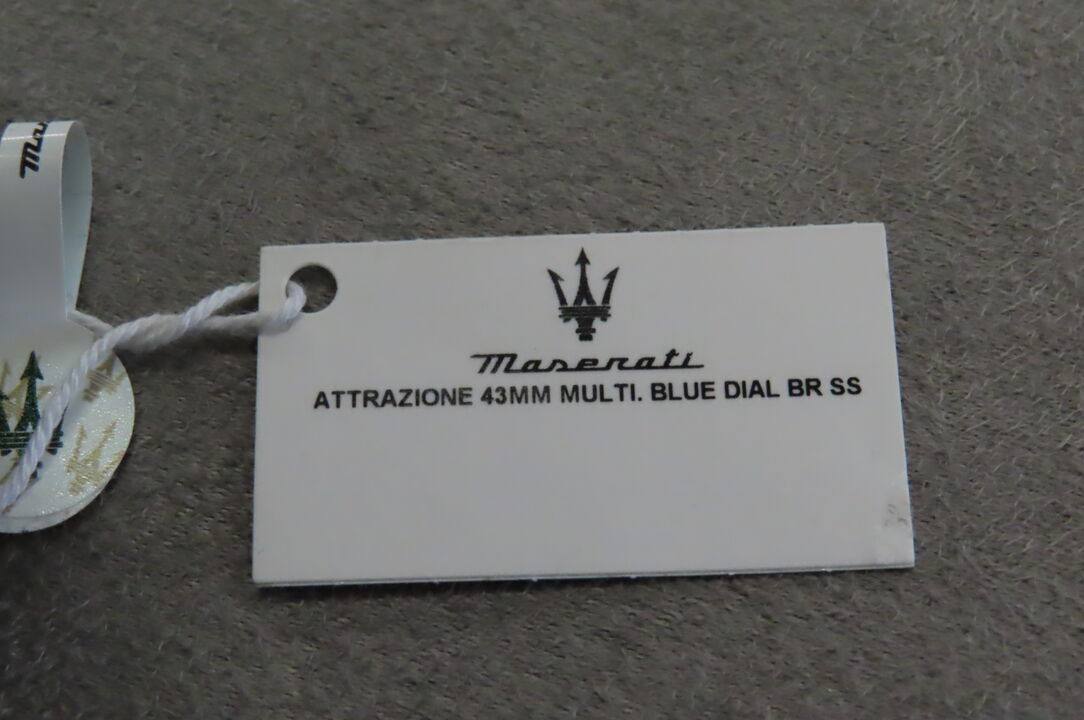 Maserati
ATTRAZIONE 43MM MULTI. BLUE DIAL BR SS